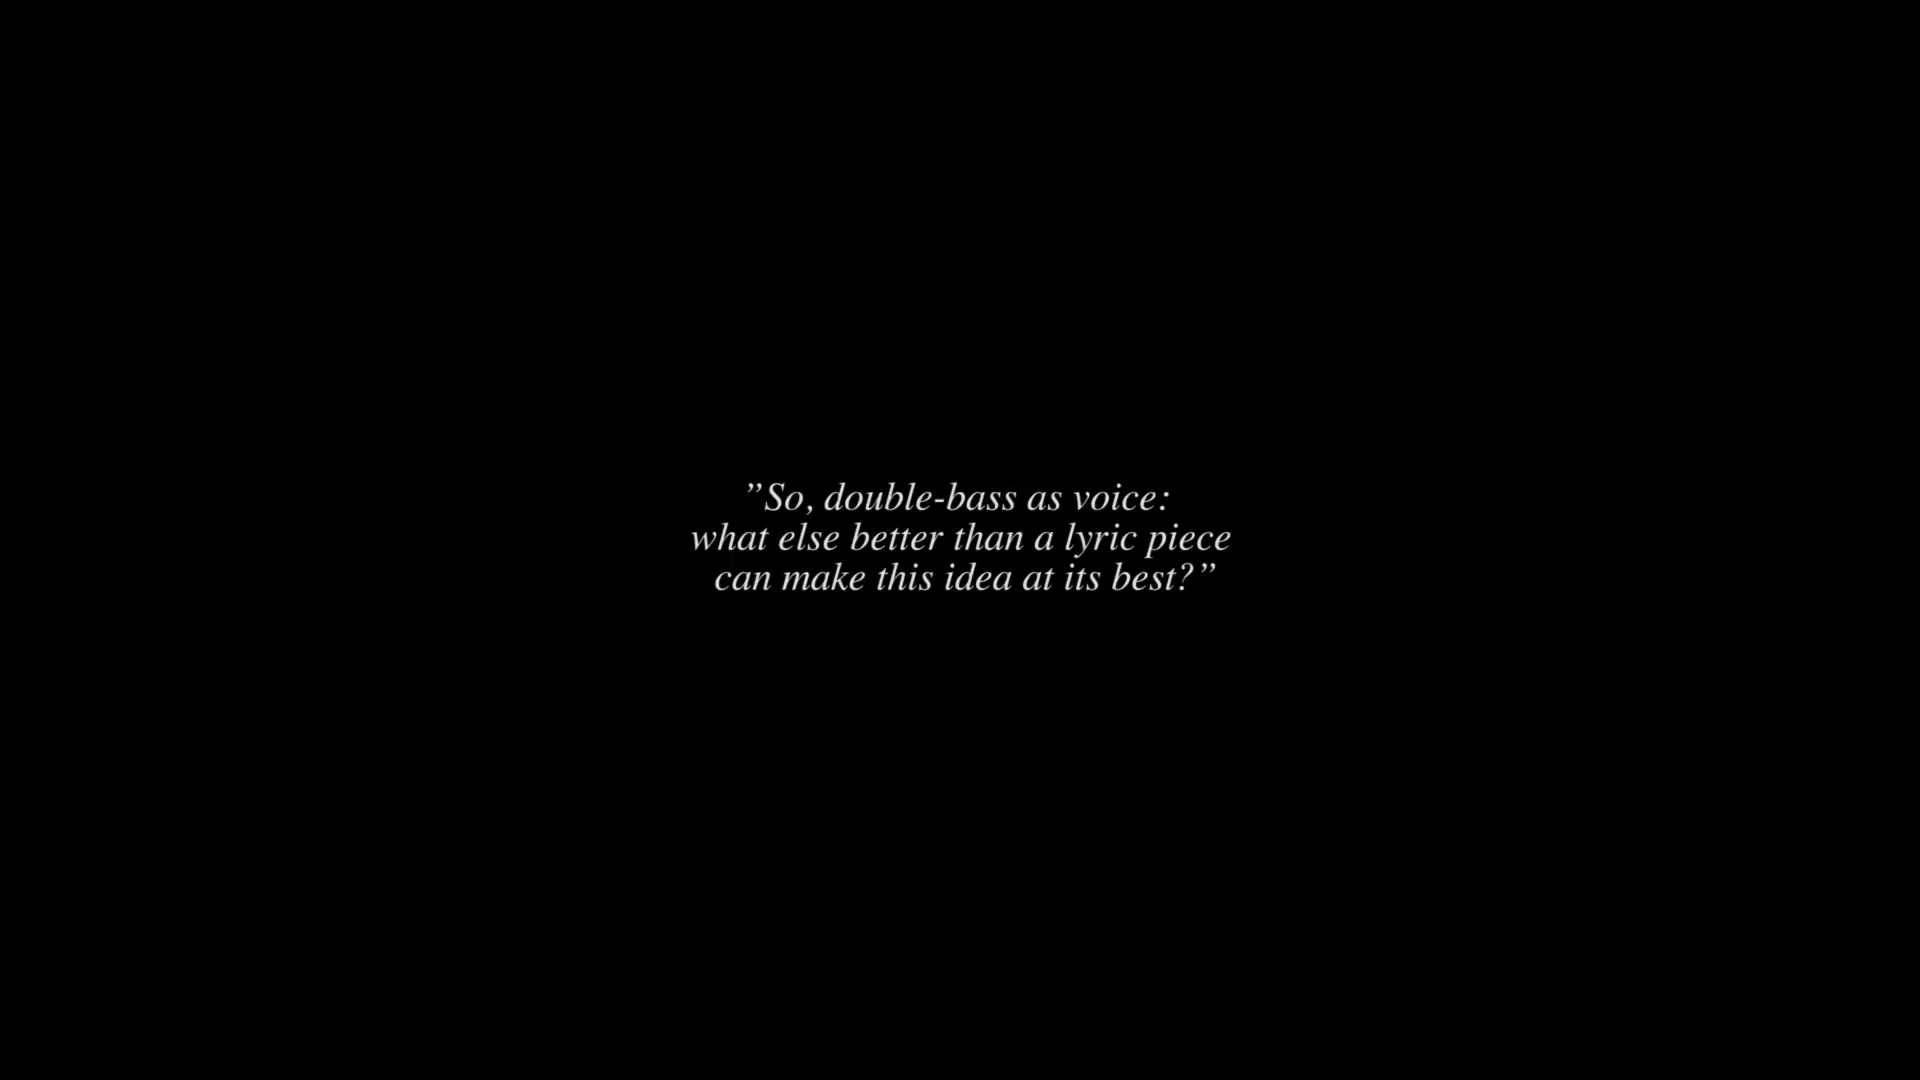 ”So, double-bass as voice:
what else better than a lyric piece
can make this idea at its best?”